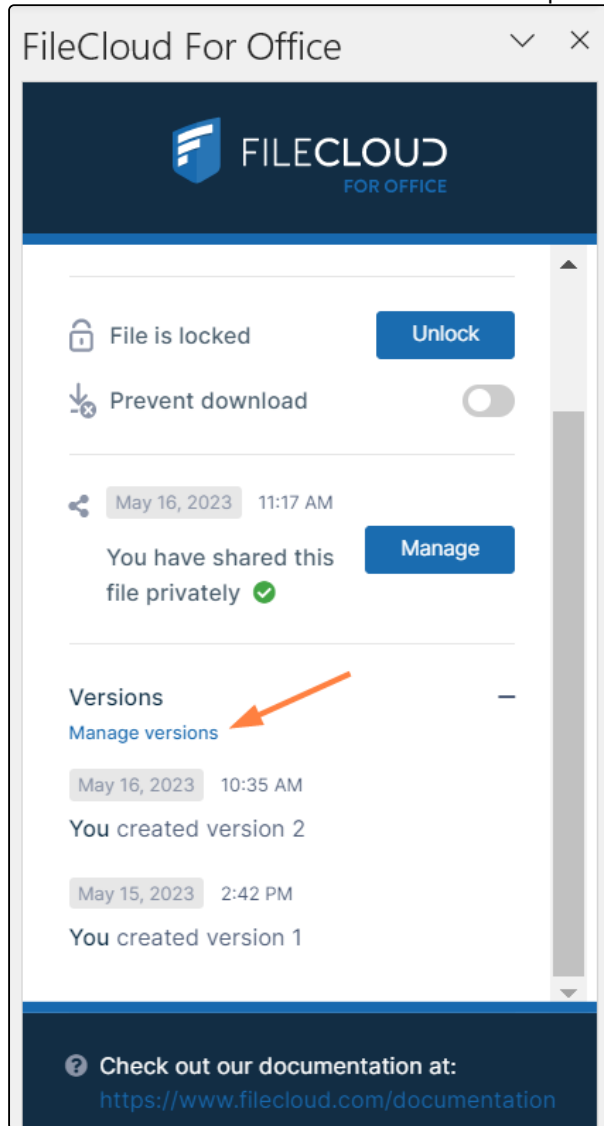 FileCloud For Office
FILECLOUD
FOR OFFICE
File is locked
Unlock
Prevent download
May 16, 2023 11:17 AM
You have shared this
file privately
Manage
Versions
Manage versions
May 16, 2023 10:35 AM
You created version 2
May 15, 2023 2:42 PM
You created version 1
Check out our documentation at:
https://www.filecloud.com/documentation